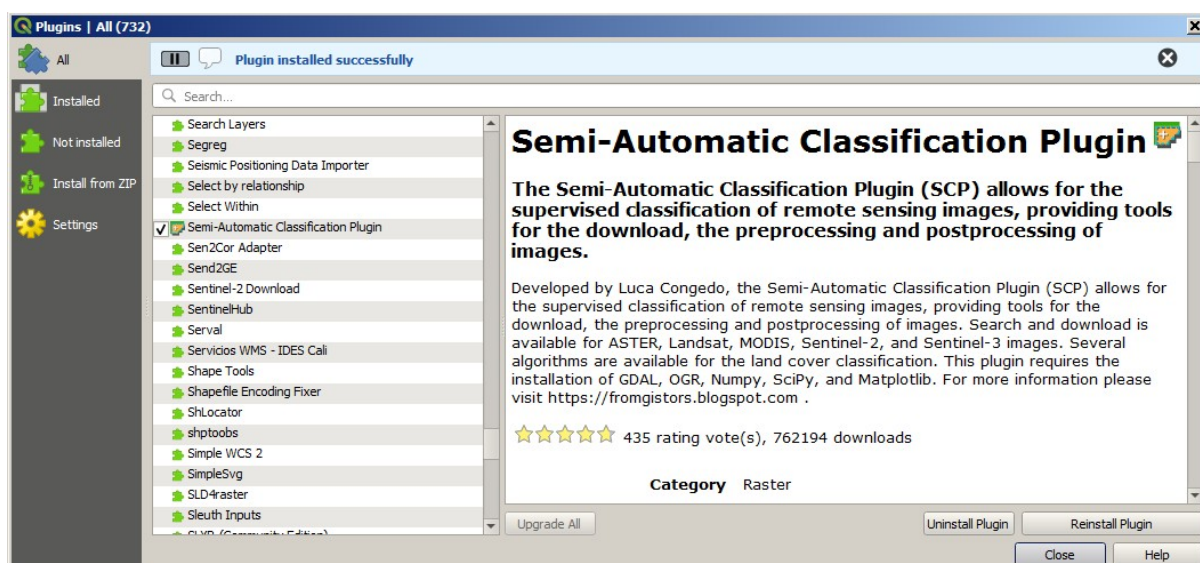 Plugins | All (732)
All
Installed
Not installed
Install from ZIP
Settings
Plugin installed successfully
Search...
Search Layers
Segreg
Seismic Positioning Data Importer
Select by relationship
Select Within
Semi-Automatic Classification Plugin
Sen2Cor Adapter
Send2GE
Sentinel-2 Download
SentinelHub
Serval
Servicios WMS - IDES Cali
Shape Tools
Shapefile Encoding Fixer
ShLocator
shptoobs
Simple WCS 2
SimpleSvg
SLD4raster
Sleuth Inputs
SLYR (Community Edition)
Semi-Automatic Classification Plugin
The Semi-Automatic Classification Plugin (SCP) allows for the
supervised classification of remote sensing images, providing tools
for the download, the preprocessing and postprocessing of
images.
Developed by Luca Congedo, the Semi-Automatic Classification Plugin (SCP) allows for
the supervised classification of remote sensing images, providing tools for the
download, the preprocessing and postprocessing of images. Search and download is
available for ASTER, Landsat, MODIS, Sentinel-2, and Sentinel-3 images. Several
algorithms are available for the land cover classification. This plugin requires the
installation of GDAL, OGR, Numpy, SciPy, and Matplotlib. For more information please
visit https://fromgistors.blogspot.com .
435 rating vote(s), 762194 downloads
Category Raster
Upgrade All
Uninstall Plugin
Reinstall Plugin
Close
Help